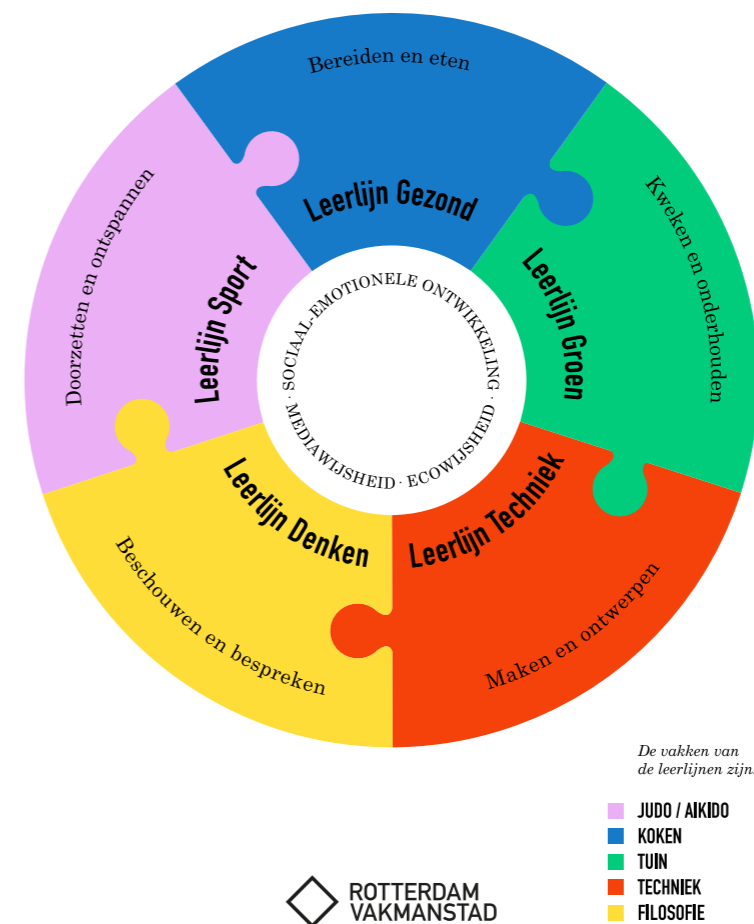 Bereiden en eten
Leerlijn Gezond
Kweken en onderhouden
Leerlijn Groen
Maken en ontwerpen
Leerlijn Techniek
Beschouwen en bespreken
Leerlijn Denken
Doorzetten en ontspannen
Leerlijn Sport
· SOCIAAL-EMOTIONELE ONTWIKKELING · MEDIAWIJSHEID · ECOWIJSHEID
De vakken van
de leerlijnen zijn:
JUDO / AIKIDO
KOKEN
TUIN
TECHNIEK
FILOSOFIE
ROTTERDAM
VAKMANSTAD